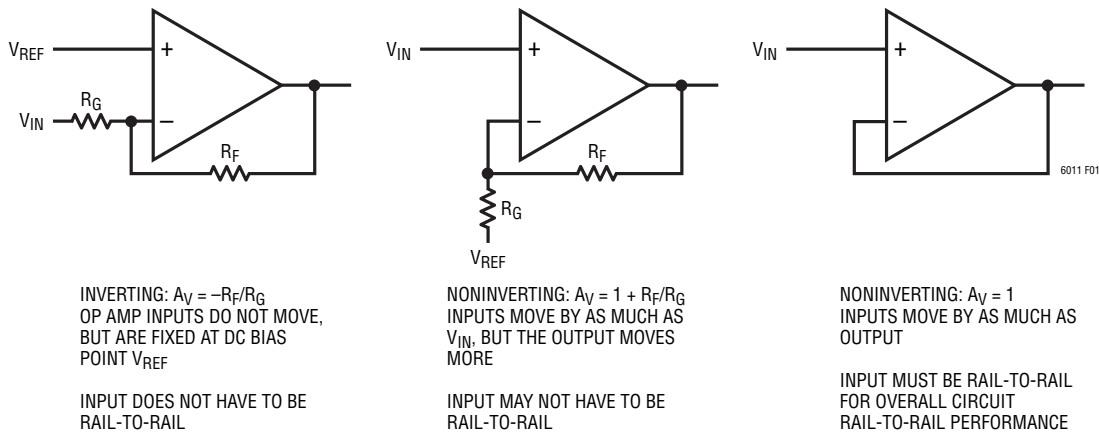 VREF
RG
VIN
+
–
RF
VIN
+
–
RF
RG
VREF
VIN
+
–
6011 F01
INVERTING: AV = –RF/RG
OP AMP INPUTS DO NOT MOVE,
BUT ARE FIXED AT DC BIAS
POINT VREF
INPUT DOES NOT HAVE TO BE
RAIL-TO-RAIL
NONINVERTING: AV = 1 + RF/RG
INPUTS MOVE BY AS MUCH AS
VIN, BUT THE OUTPUT MOVES
MORE
INPUT MAY NOT HAVE TO BE
RAIL-TO-RAIL
NONINVERTING: AV = 1
INPUTS MOVE BY AS MUCH AS
OUTPUT
INPUT MUST BE RAIL-TO-RAIL
FOR OVERALL CIRCUIT
RAIL-TO-RAIL PERFORMANCE